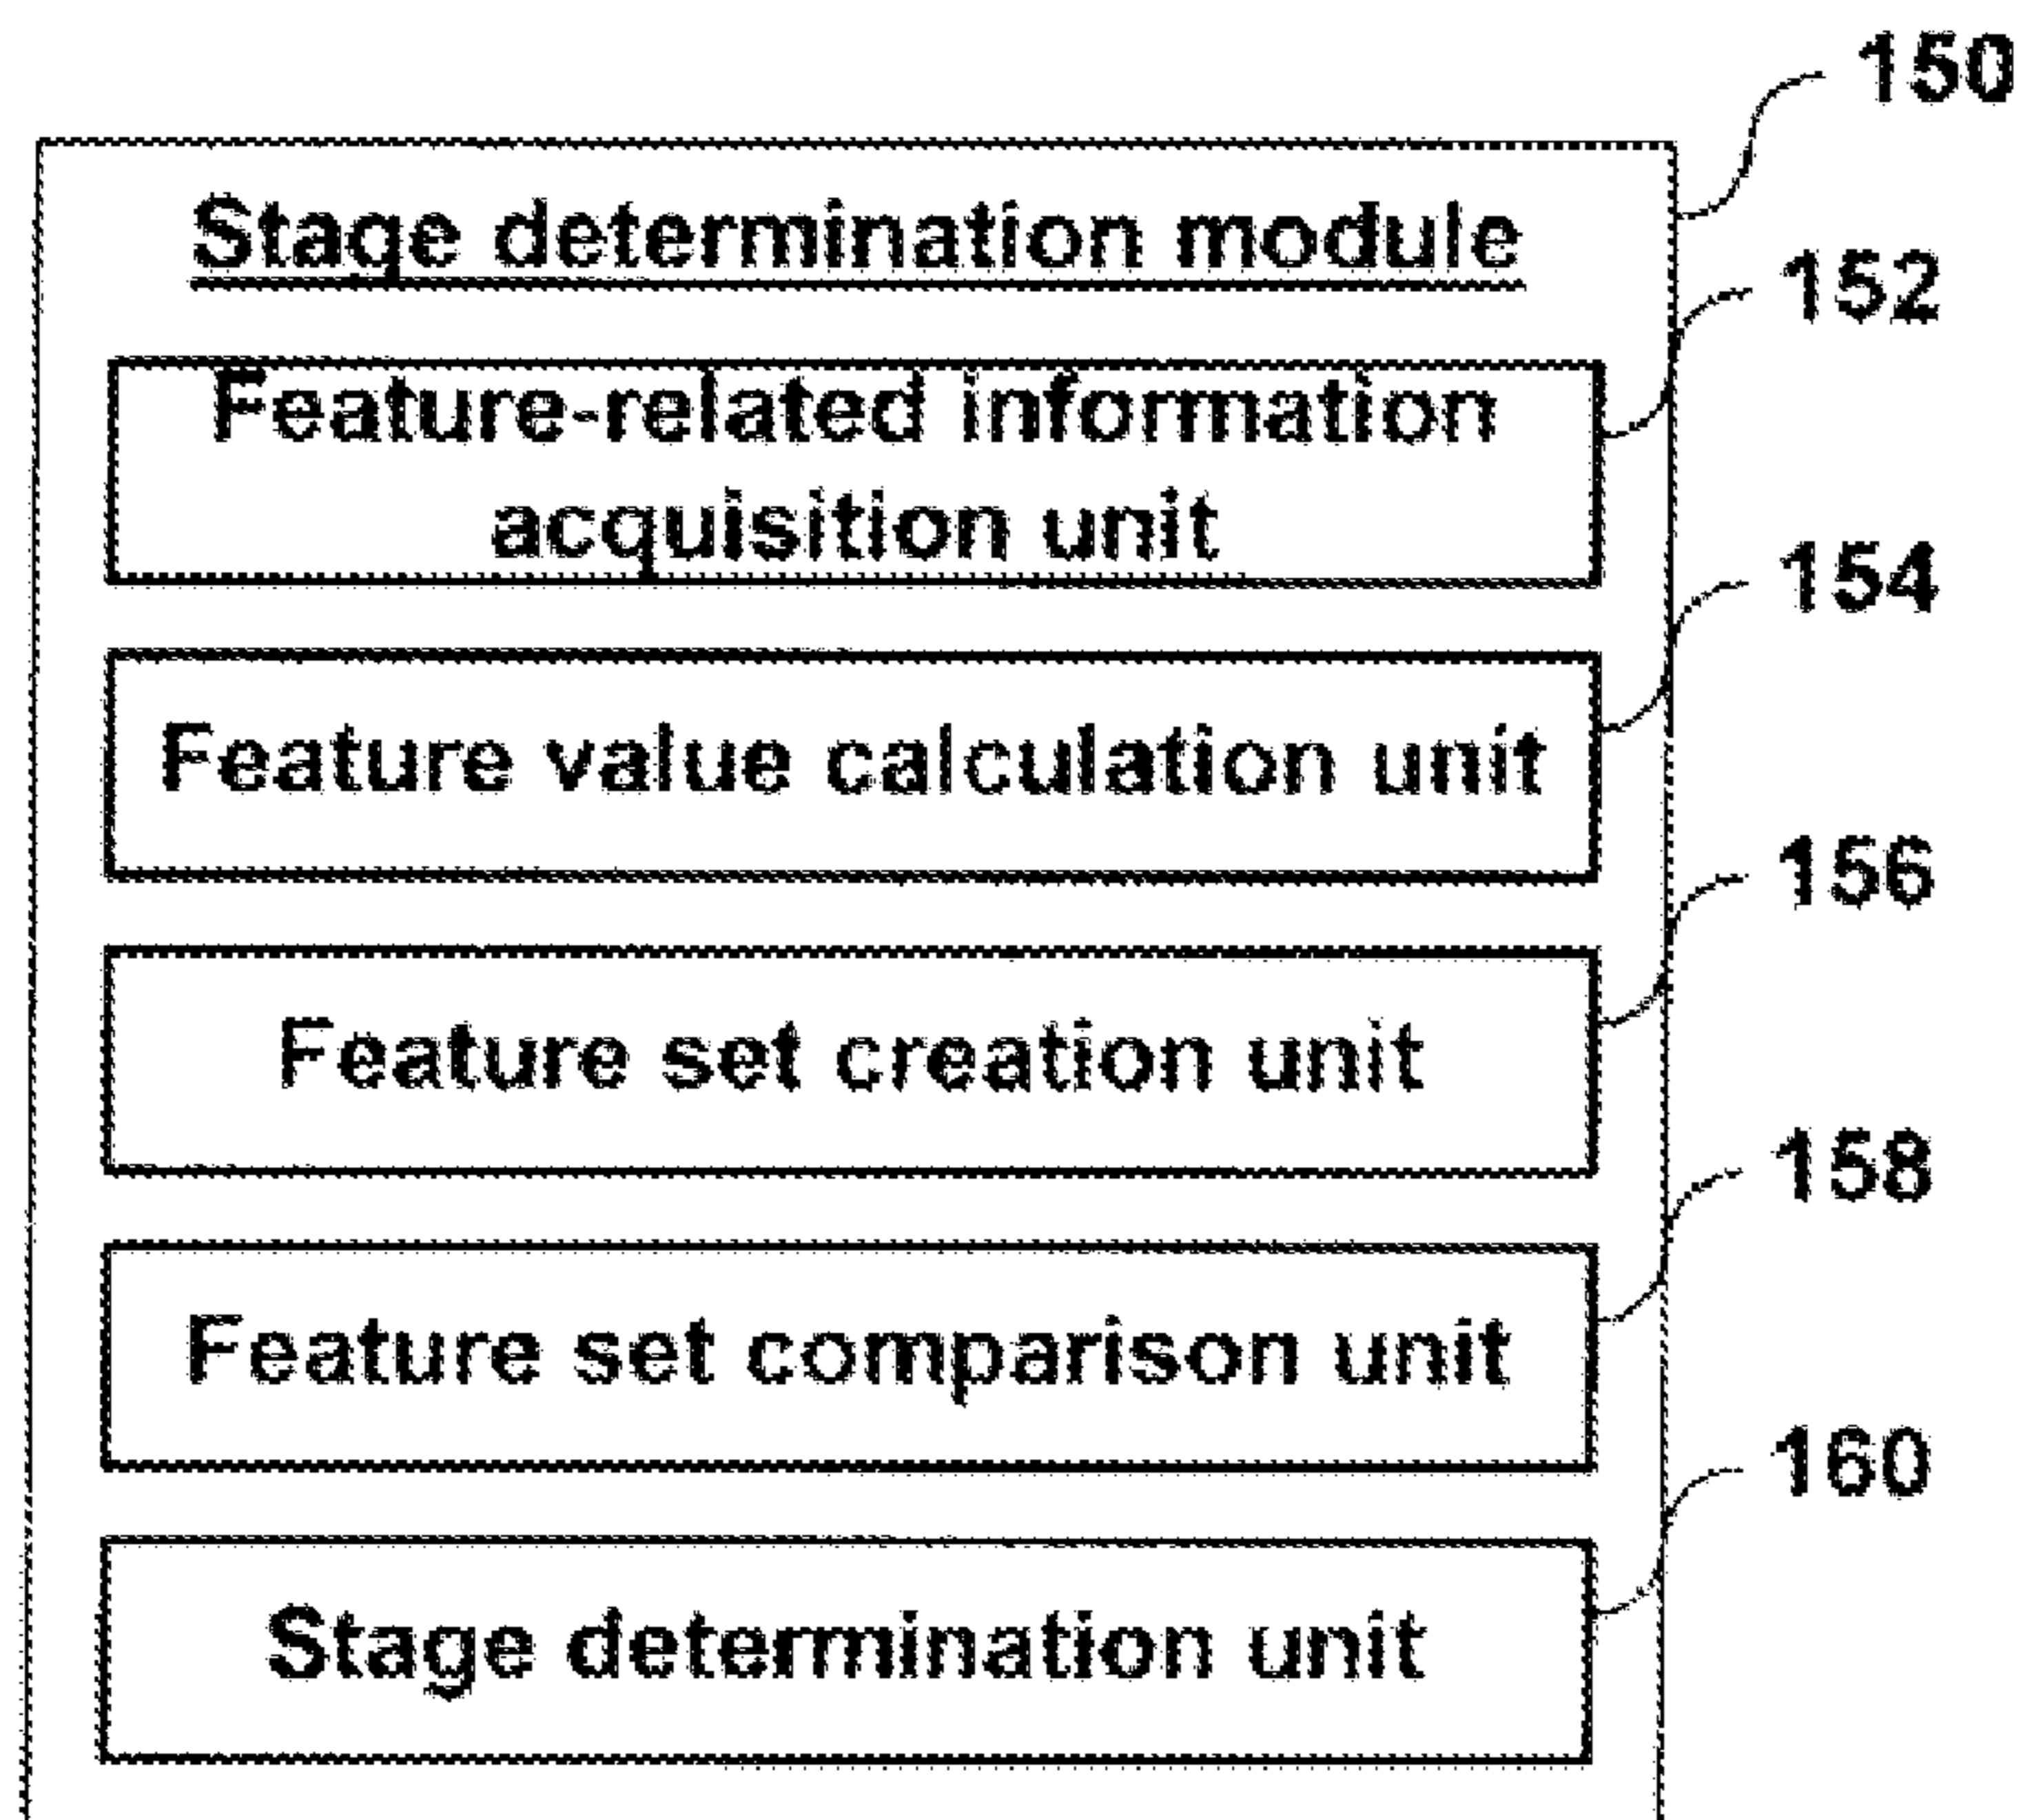 150
Stage determination module
152
Feature-related information
acquisition unit
154
Feature value calculation unit
156
Feature set creation unit
158
Feature set comparison unit
160
Stage determination unit